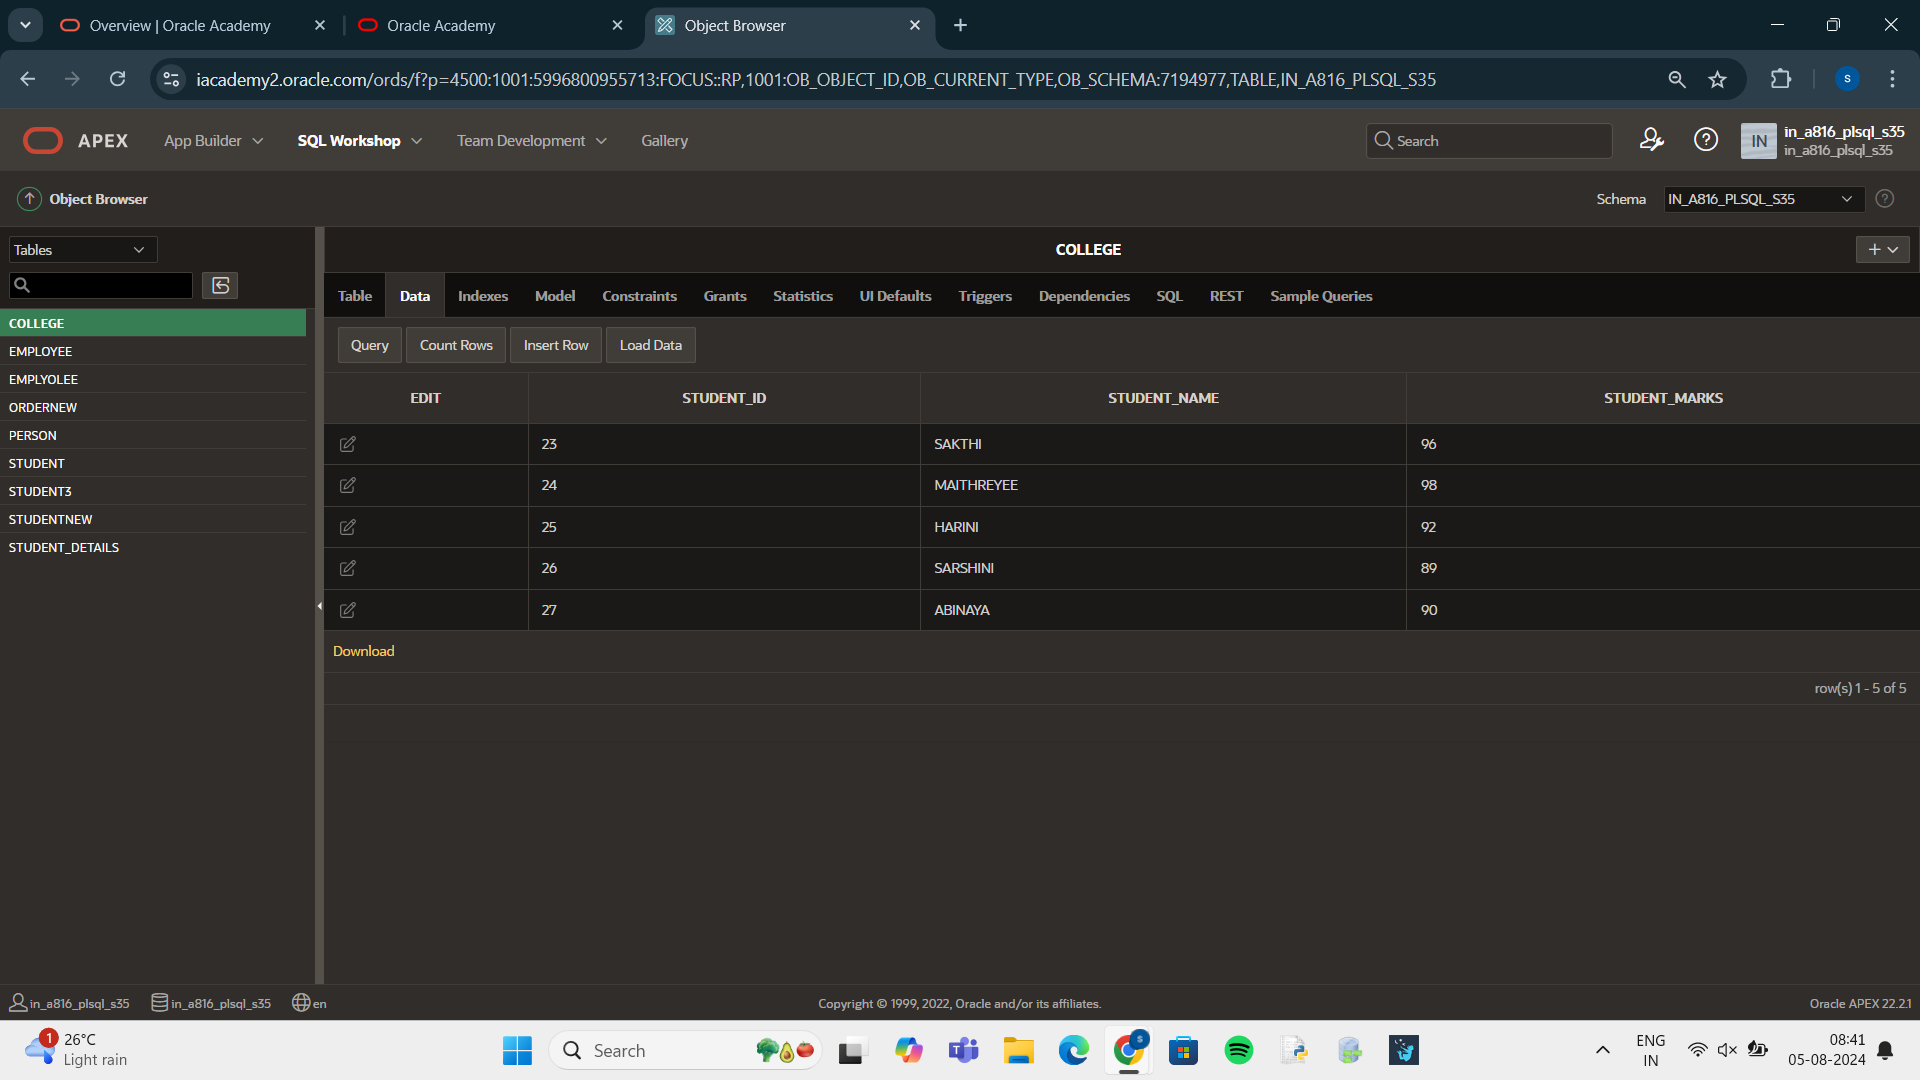 Overview | Oracle Academy
Oracle Academy
Object Browser
iacademy2.oracle.com/ords/f?p=4500:1001:5996800955713:FOCUS::RP,1001:OB_OBJECT_ID,OB_CURRENT_TYPE,OB_SCHEMA:7194977,TABLE,IN_A816_PLSQL_S35
S
APEX
App Builder
SQL Workshop
Team Development
Gallery
Search
IN
in_a816_plsql_s35
in_a816_plsql_s35
Object Browser
Schema
IN_A816_PLSQL_S35
Tables
COLLEGE
EMPLOYEE
EMPLYOLEE
ORDERNEW
PERSON
STUDENT
STUDENT3
STUDENTNEW
STUDENT_DETAILS
COLLEGE
Table Data Indexes Model Constraints Grants Statistics UI Defaults Triggers Dependencies SQL REST Sample Queries
Query Count Rows Insert Row Load Data
EDIT STUDENT_ID STUDENT_NAME STUDENT_MARKS
23 SAKTHI 96
24 MAITHREYEE 98
25 HARINI 92
26 SARSHINI 89
27 ABINAYA 90
Download
row(s) 1 - 5 of 5
in_a816_plsql_s35 in_a816_plsql_s35 en
Copyright © 1999, 2022, Oracle and/or its affiliates.
Oracle APEX 22.2.1
1
26°C
Light rain
Search
S
ENG
IN
08:41
05-08-2024